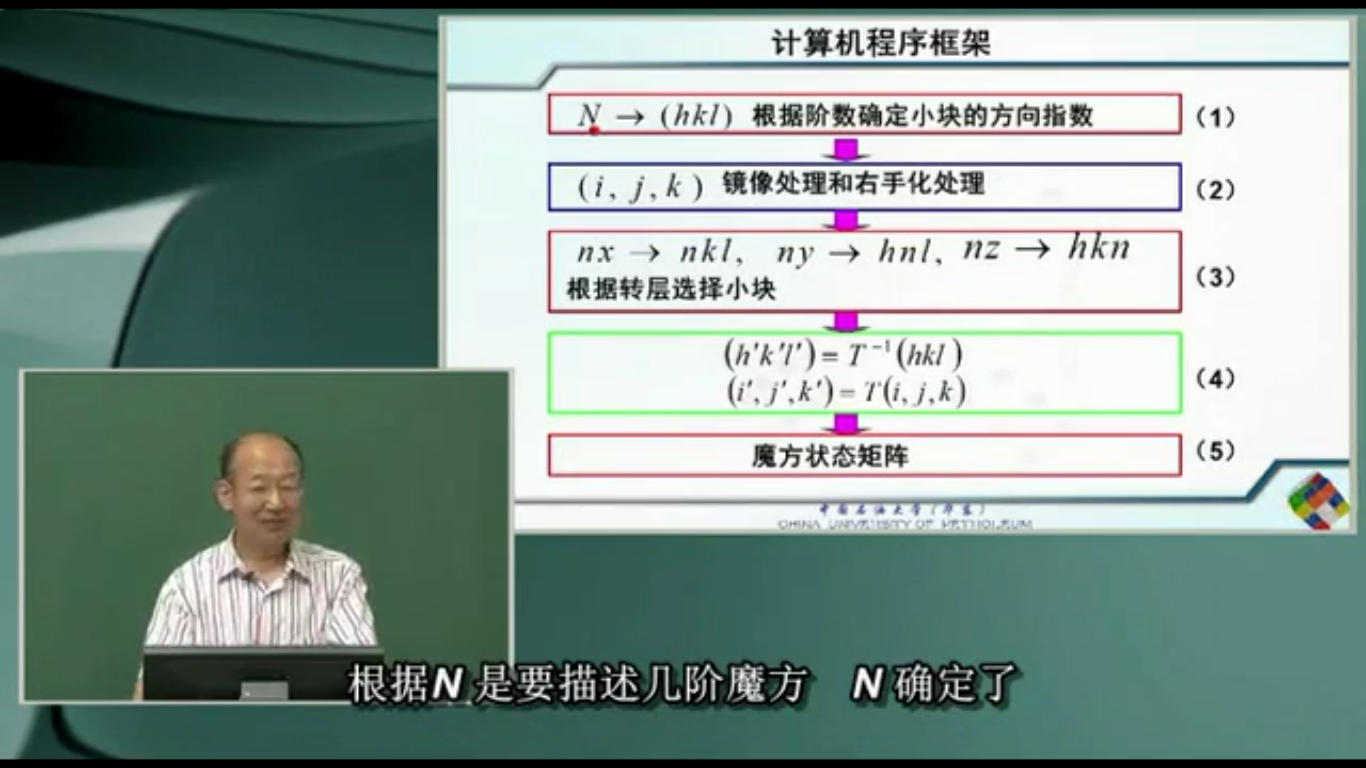 计算机程序框架
N → (hkl) 根据阶数确定小块的方向指数 (1)
(i, j, k) 镜像处理和右手化处理 (2)
nx → nkl, ny → hnl, nz → hkn
根据转层选择小块 (3)
(h'k'l') = T⁻¹(hkl)
(i', j', k') = T(i, j, k) (4)
魔方状态矩阵 (5)
中国石油大学(华东)
CHINA UNIVERSITY OF PETROLEUM
根据N 是要描述几阶魔方 N 确定了